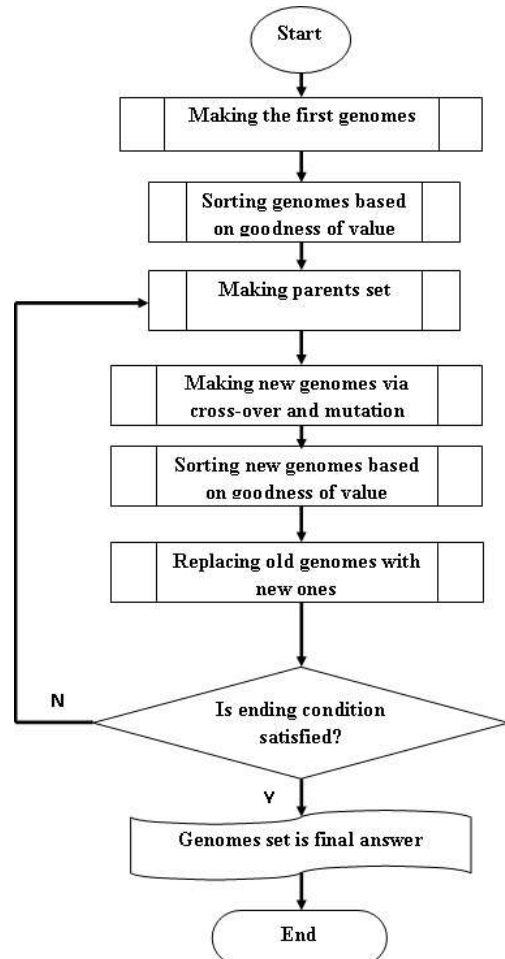 Start
Making the first genomes
Sorting genomes based
on goodness of value
Making parents set
Making new genomes via
cross-over and mutation
Sorting new genomes based
on goodness of value
Replacing old genomes with
new ones
Is ending condition
satisfied?
N
Y
Genomes set is final answer
End